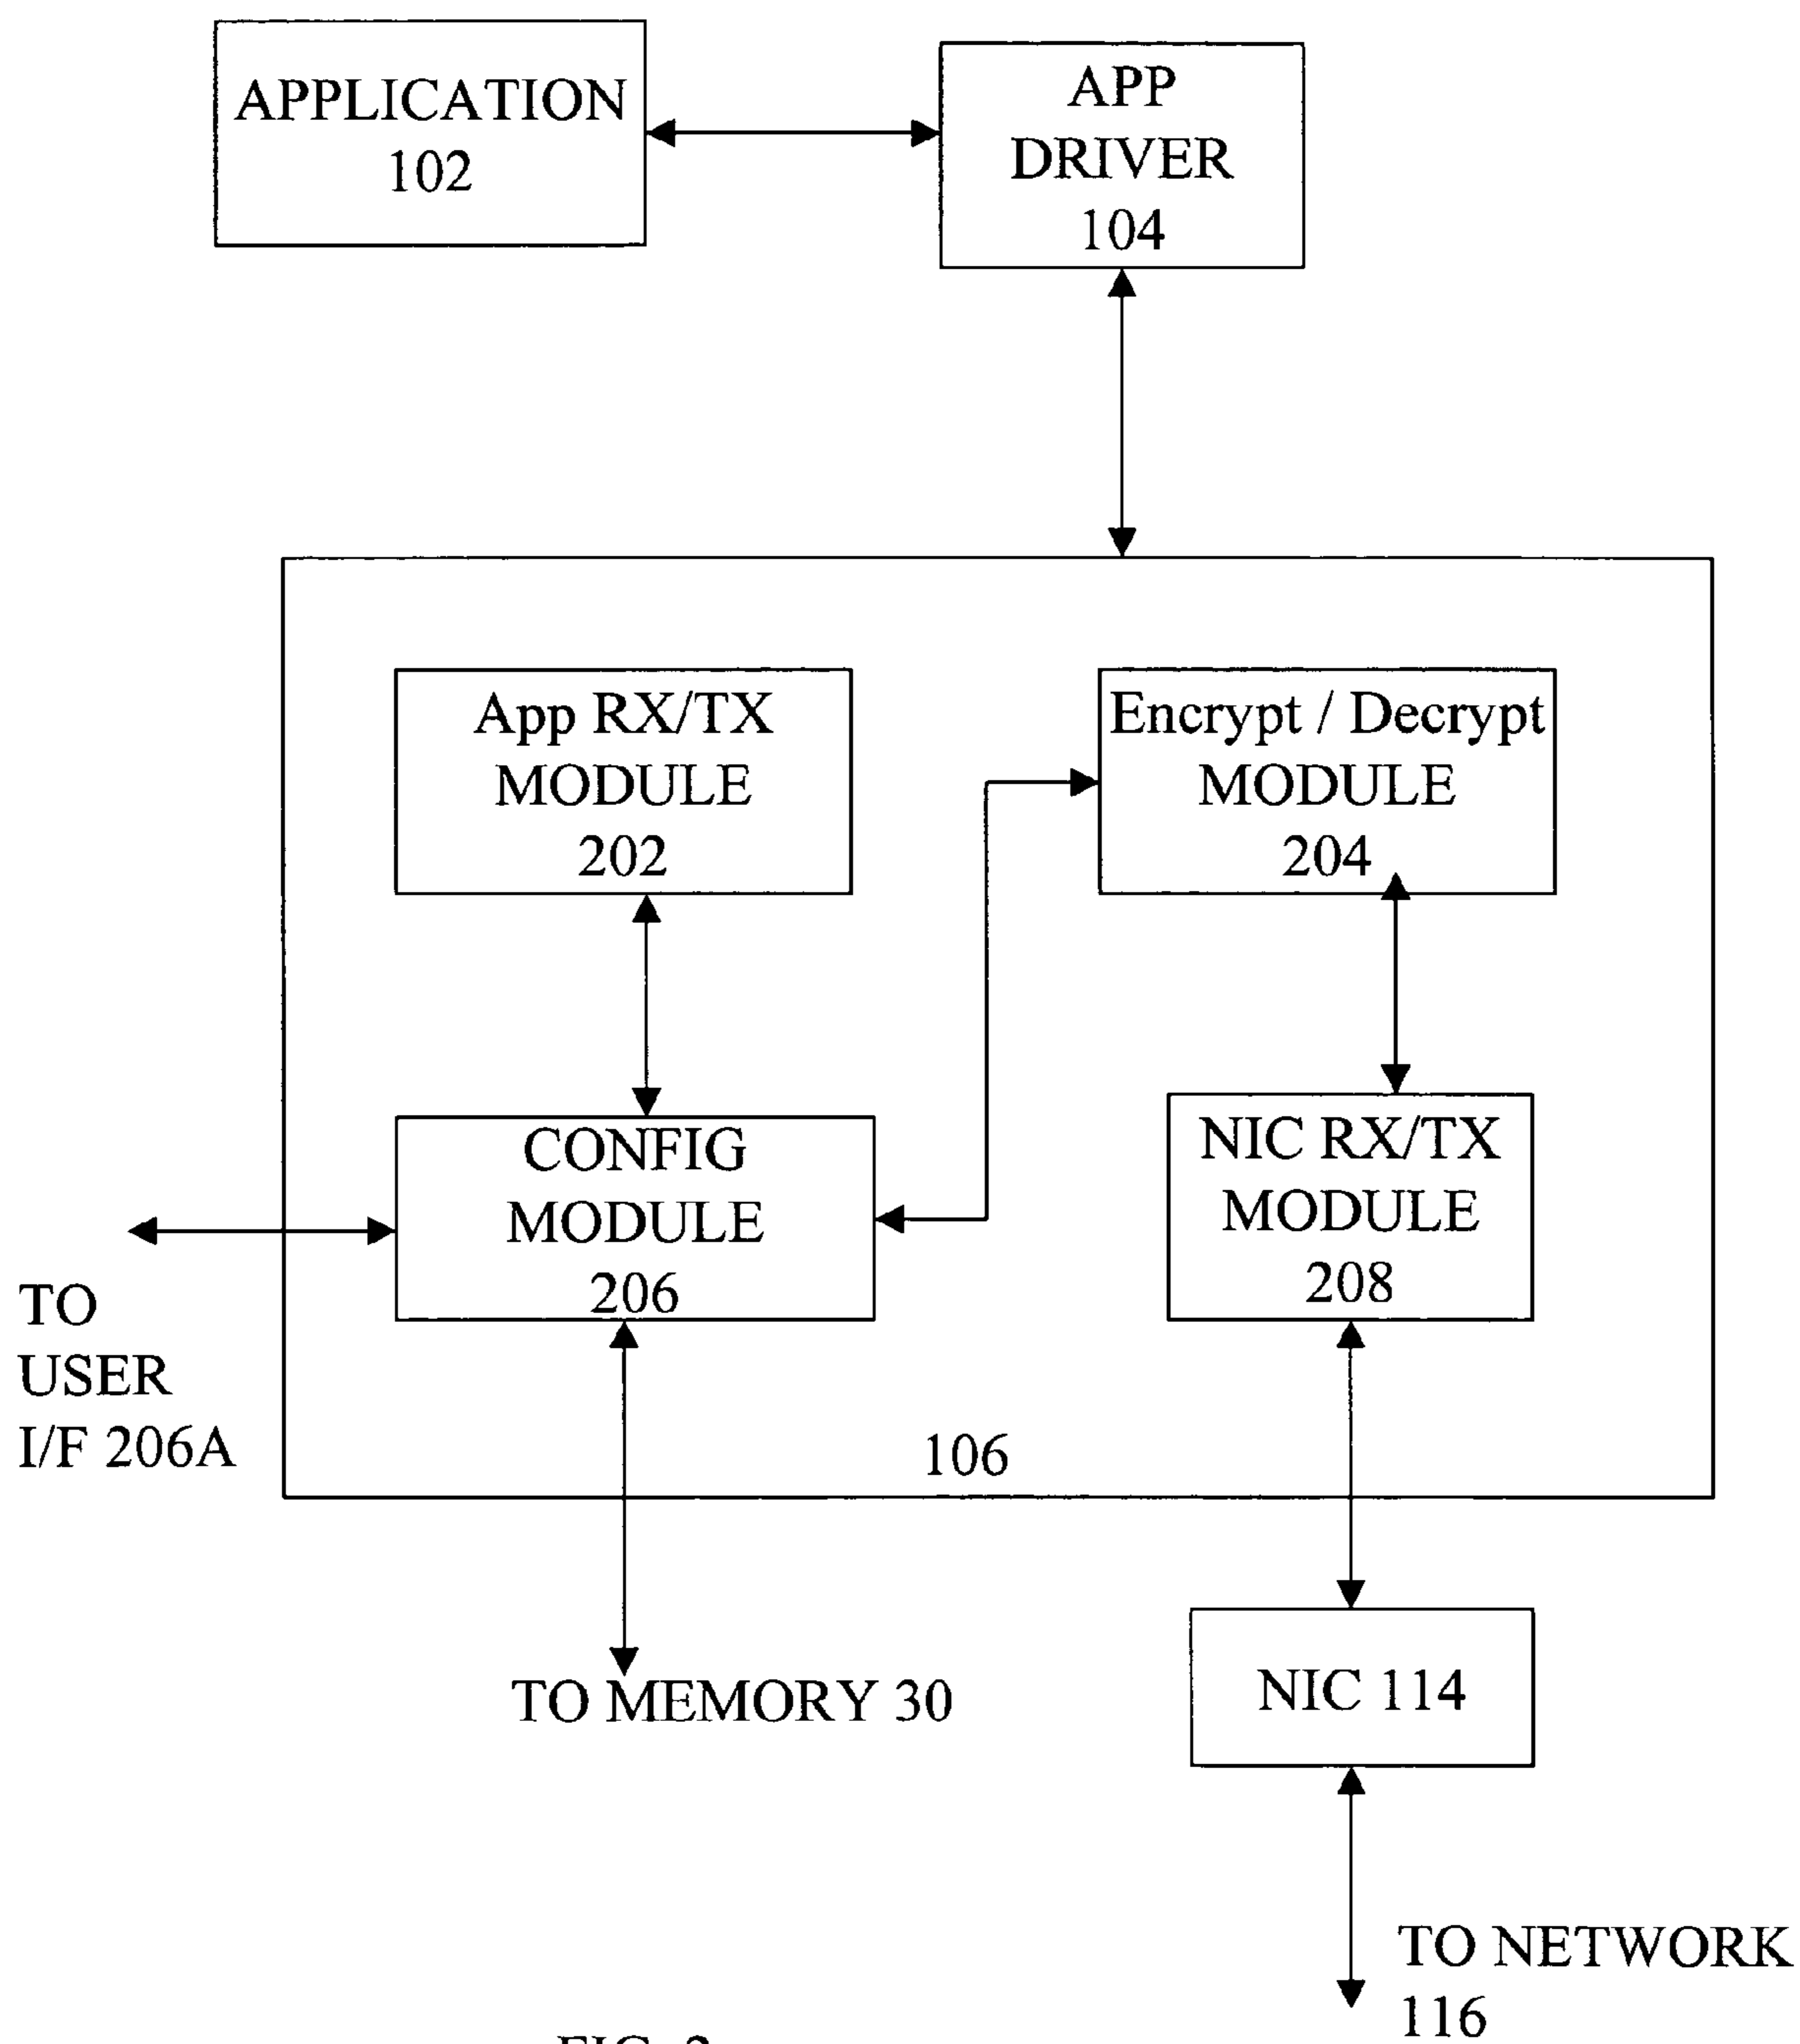 APPLICATION
102
APP
DRIVER
104
App RX/TX
MODULE
202
Encrypt / Decrypt
MODULE
204
CONFIG
MODULE
206
NIC RX/TX
MODULE
208
TO
USER
I/F 206A
106
TO MEMORY 30
NIC 114
TO NETWORK
116